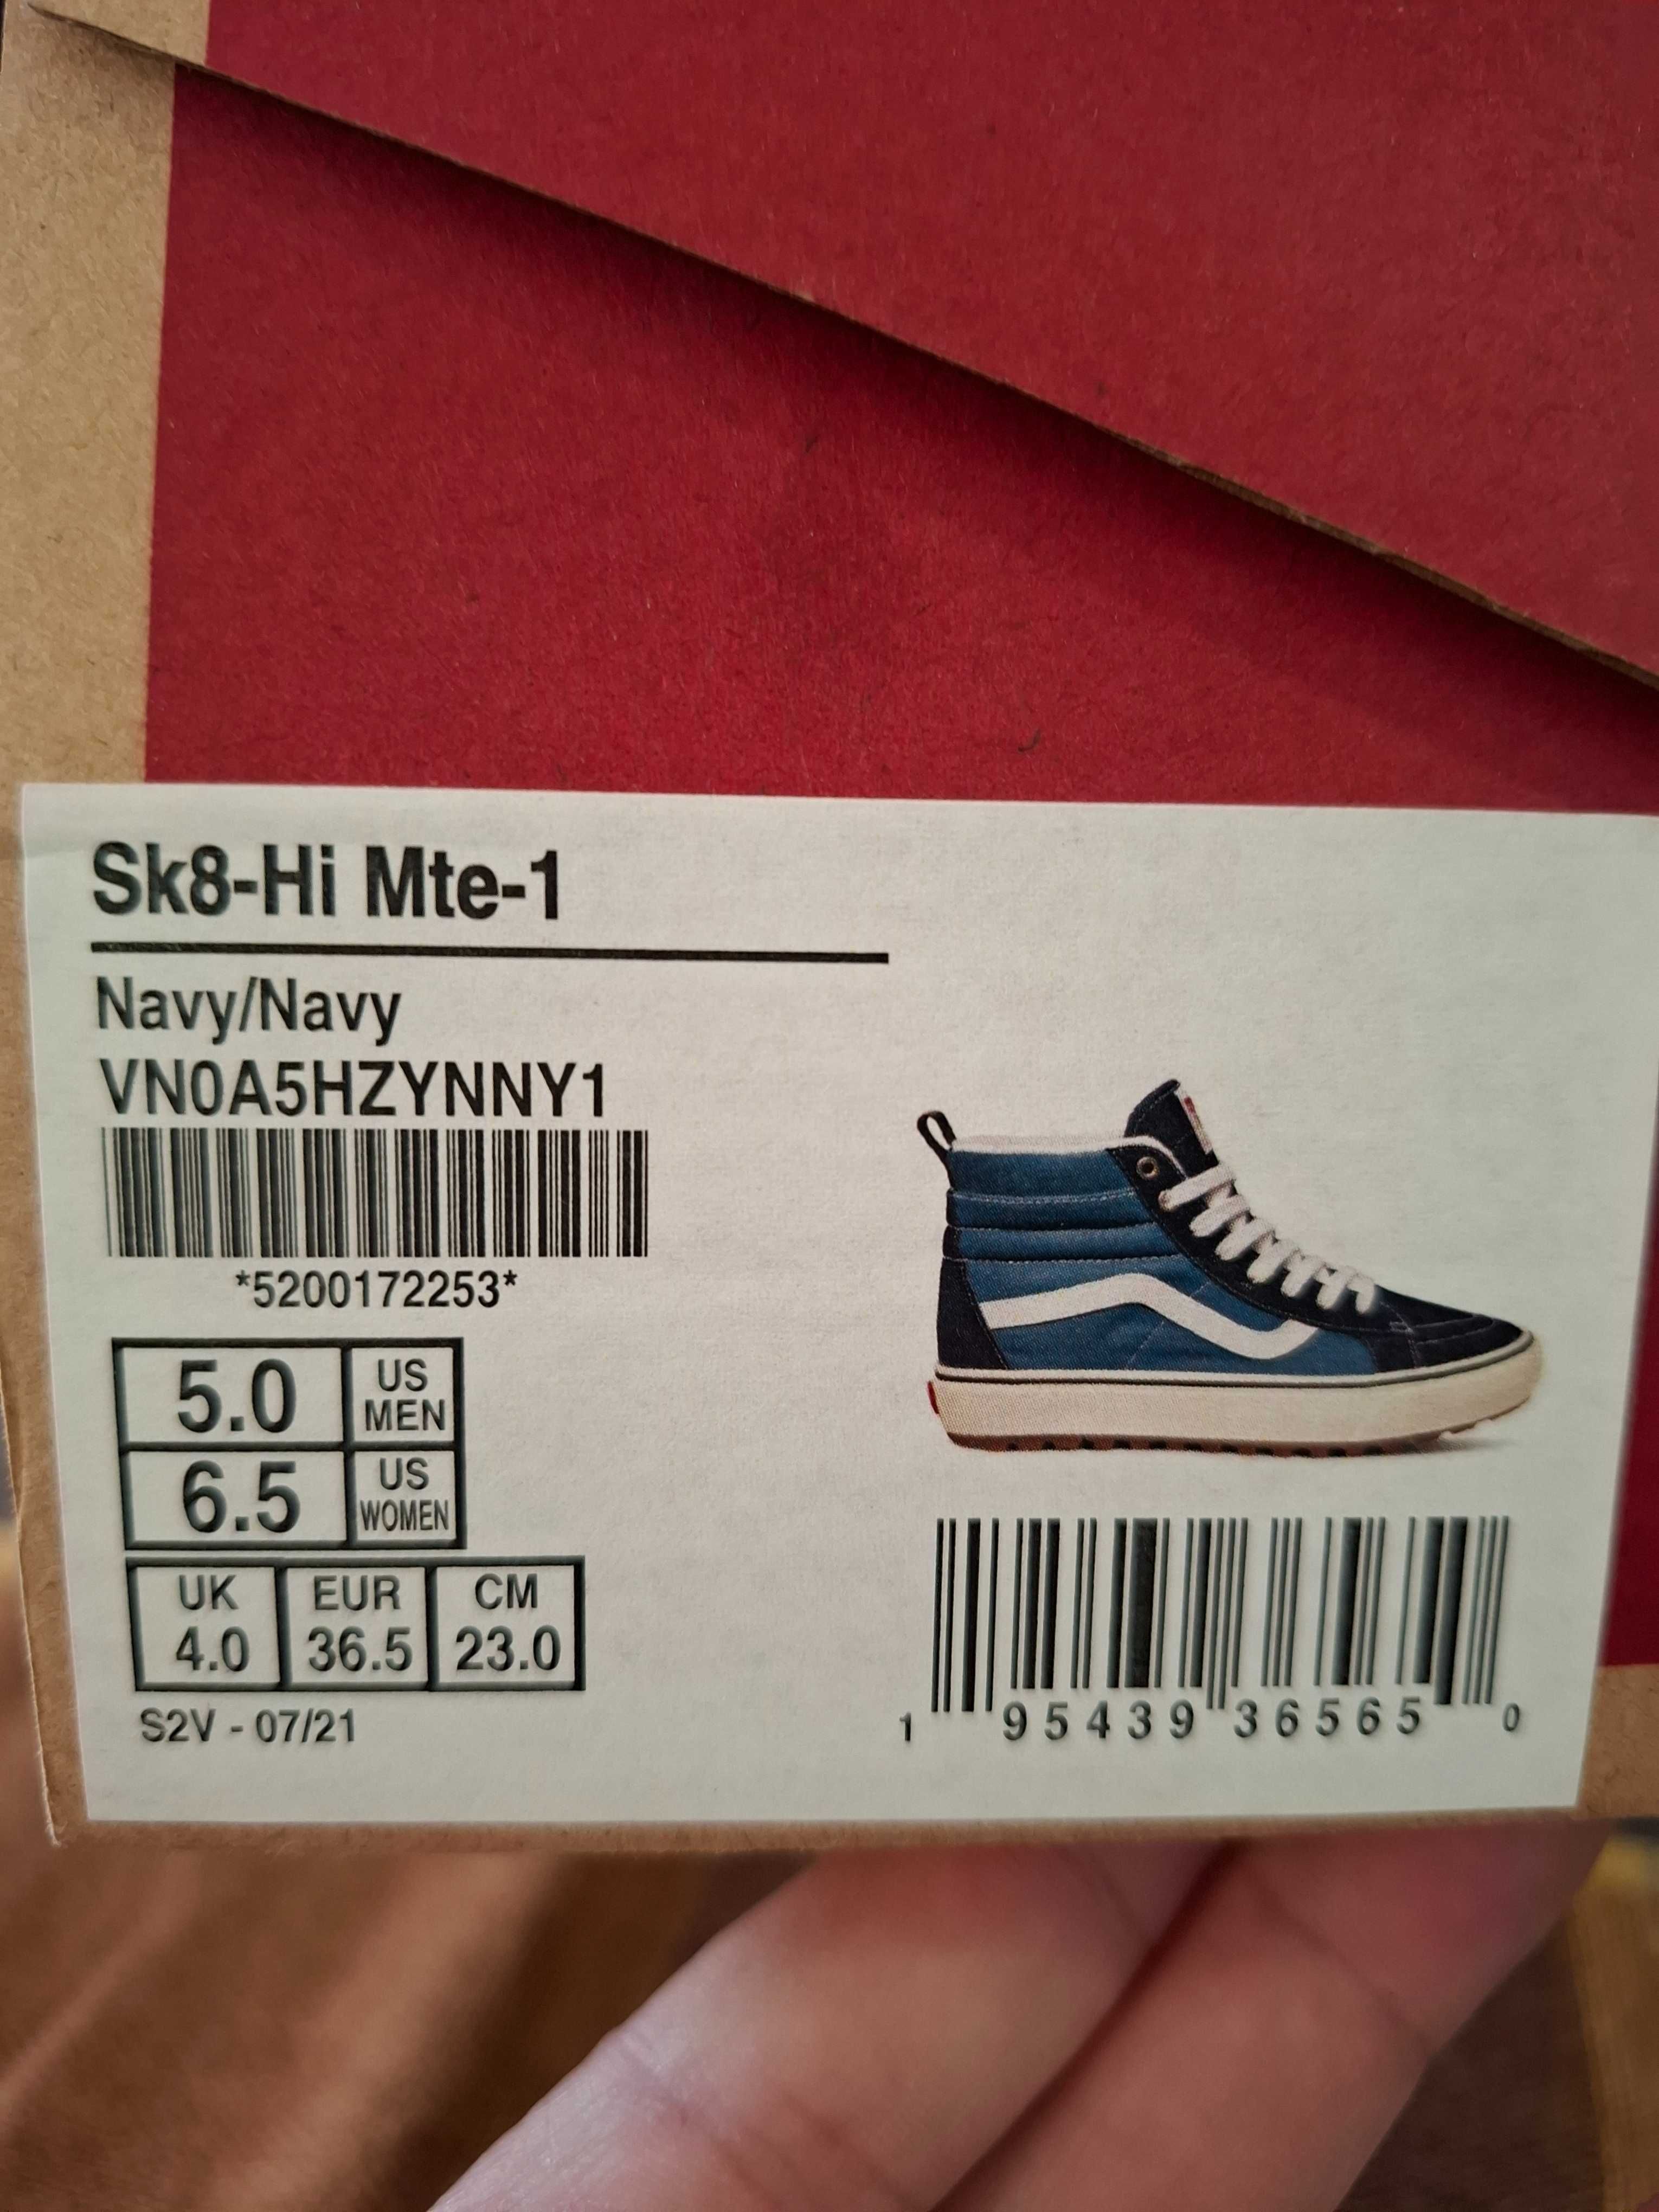 Sk8-Hi Mte-1
Navy/Navy
VN0A5HZYNNY1
*5200172253*
5.0 US MEN
6.5 US WOMEN
UK EUR CM
4.0 36.5 23.0
S2V - 07/21
1 95439 36565 0